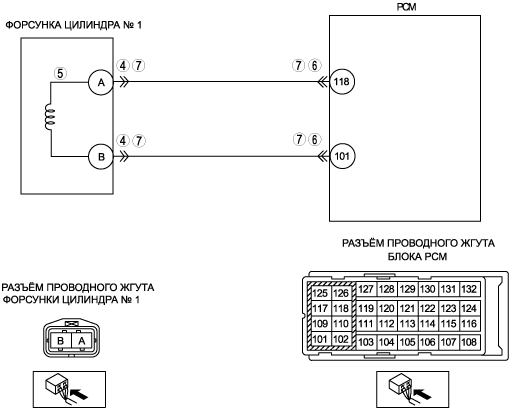 PCM
ФОРСУНКА ЦИЛИНДРА № 1
5
A
4 7
7 6
118
B
4 7
7 6
101
РАЗЪЁМ ПРОВОДНОГО ЖГУТА
БЛОКА PCM
РАЗЪЁМ ПРОВОДНОГО ЖГУТА
ФОРСУНКИ ЦИЛИНДРА № 1
B A
125 126 127 128 129 130 131 132
117 118 119 120 121 122 123 124
109 110 111 112 113 114 115 116
101 102 103 104 105 106 107 108